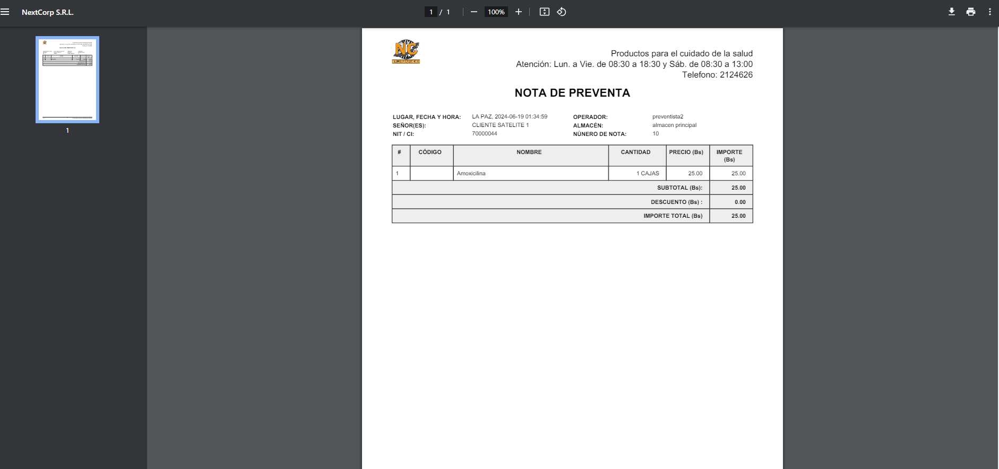 NextCorp S.R.L.
1 / 1
100%
1
NC
Productos para el cuidado de la salud
Atención: Lun. a Vie. de 08:30 a 18:30 y Sáb. de 08:30 a 13:00
Telefono: 2124626
NOTA DE PREVENTA
LUGAR, FECHA Y HORA: LA PAZ, 2024-06-19 01:34:59 OPERADOR: preventista2
SEÑOR(ES): CLIENTE SATELITE 1 ALMACÉN: almacen principal
NIT / CI: 70000044 NÚNERO DE NOTA: 10
# CÓDIGO NOMBRE CANTIDAD PRECIO (Bs) IMPORTE
(Bs)
1 Amoxicilina 1 CAJAS 25.00 25.00
SUBTOTAL (Bs): 25.00
DESCUENTO (Bs) : 0.00
IMPORTE TOTAL (Bs) 25.00